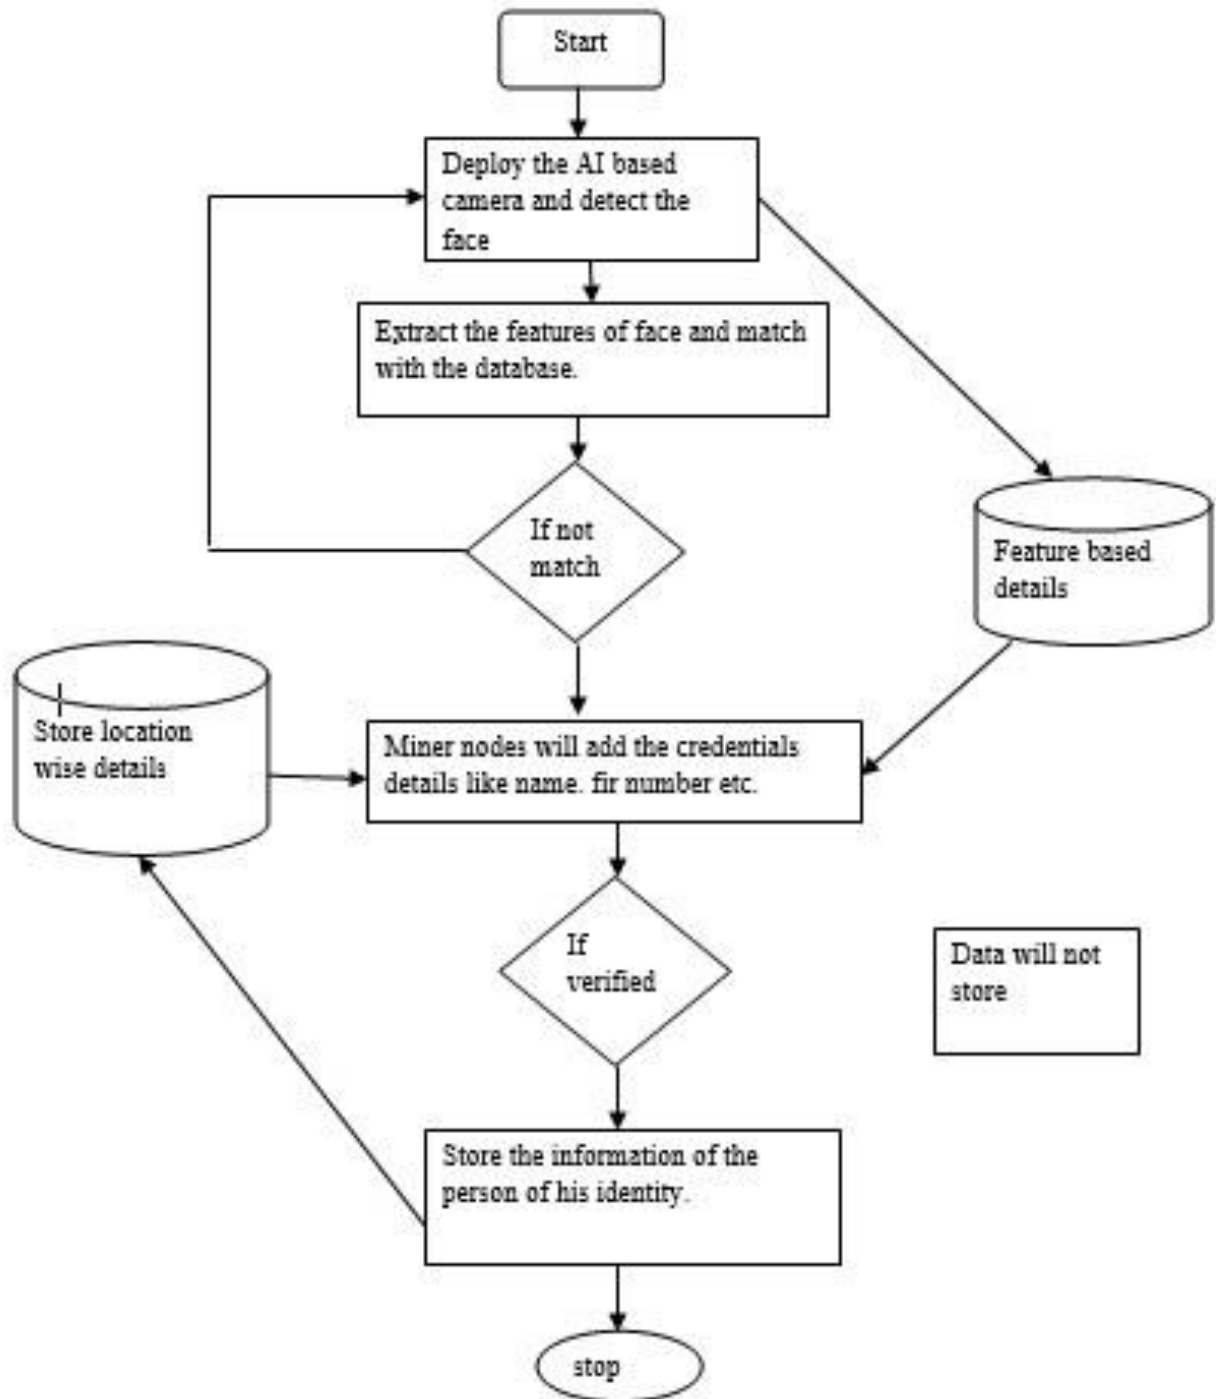 Start
Deploy the AI based
camera and detect the
face
Extract the features of face and match
with the database.
If not
match
Feature based
details
Store location
wise details
Miner nodes will add the credentials
details like name. fir number etc.
If
verified
Data will not
store
Store the information of the
person of his identity.
stop